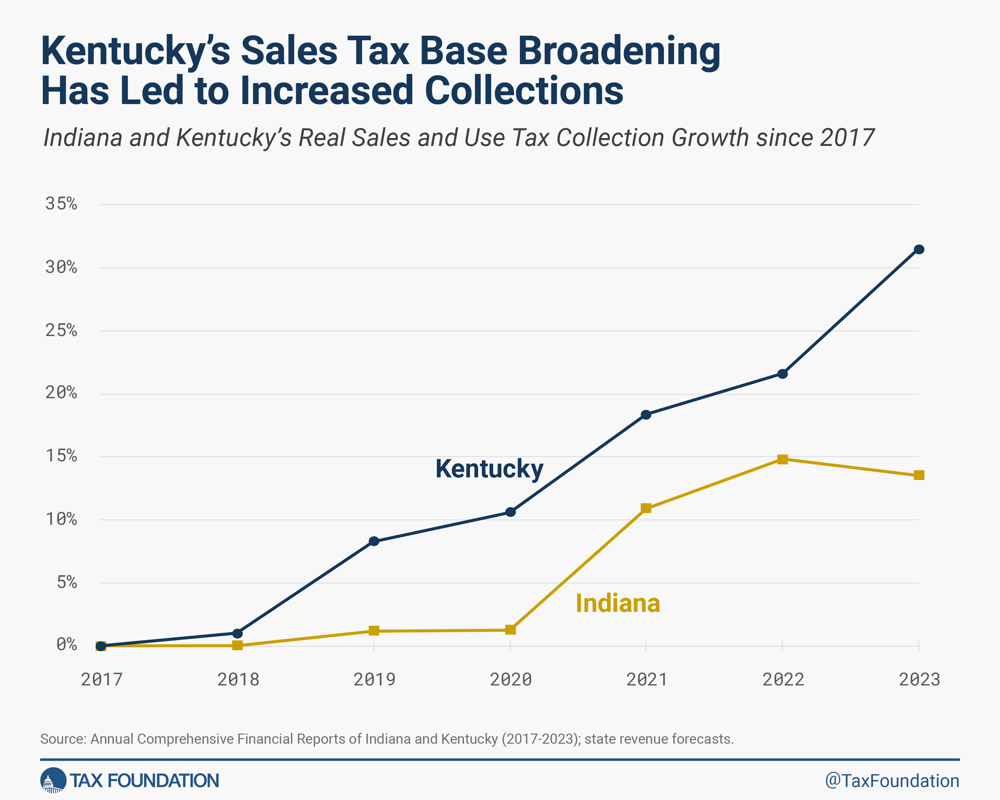 Kentucky’s Sales Tax Base Broadening
Has Led to Increased Collections
Indiana and Kentucky’s Real Sales and Use Tax Collection Growth since 2017
35%
30%
25%
20%
15%
10%
5%
0%
Kentucky
Indiana
2017 2018 2019 2020 2021 2022 2023
Source: Annual Comprehensive Financial Reports of Indiana and Kentucky (2017-2023); state revenue forecasts.
TAX FOUNDATION
@TaxFoundation